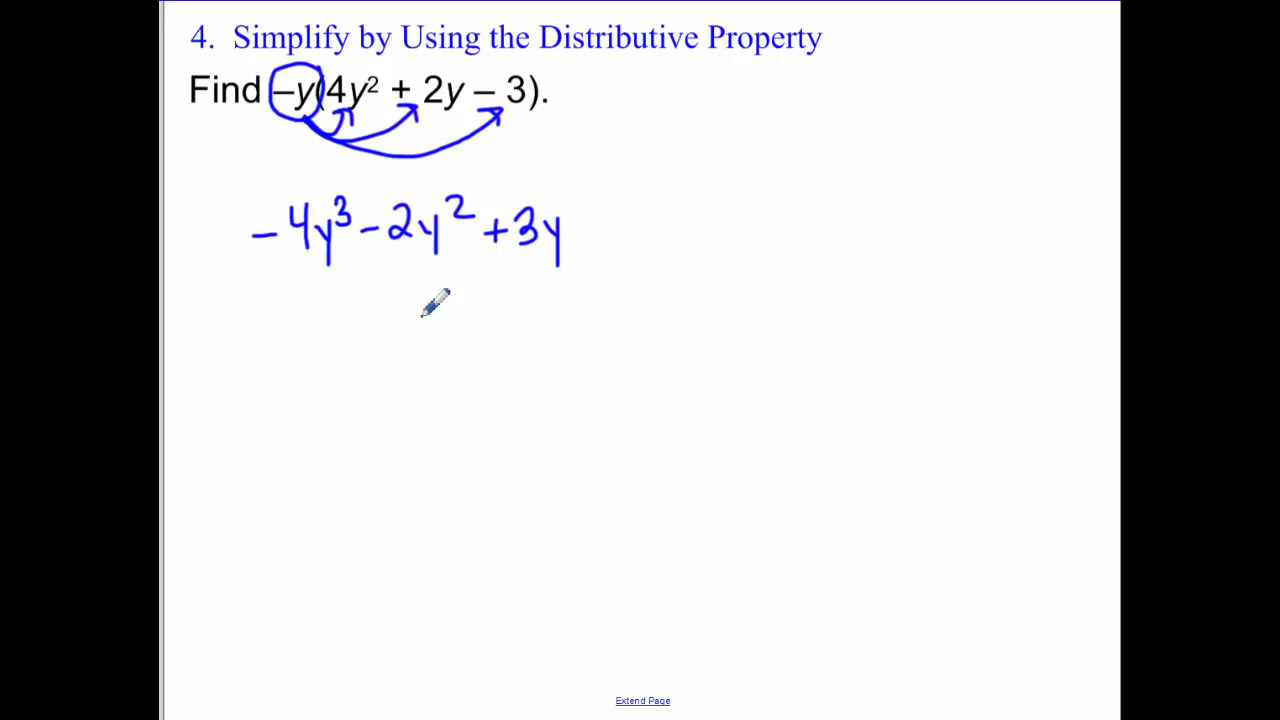 4. Simplify by Using the Distributive Property
Find –y(4y² + 2y – 3).
-4y³-2y²+3y
Extend Page